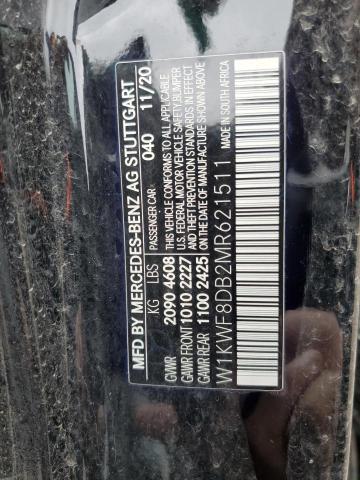 MFD BY MERCEDES-BENZ AG STUTTGART
KG LBS PASSENGER CAR 040 11/20
GVWR 2090 4608 THIS VEHICLE CONFORMS TO ALL APPLICABLE
GAWR FRONT 1010 2227 U.S. FEDERAL MOTOR VEHICLE SAFETY, BUMPER
AND THEFT PREVENTION STANDARDS IN EFFECT
GAWR REAR 1100 2425 ON THE DATE OF MANUFACTURE SHOWN ABOVE
W1KWF8DB2MR621511 MADE IN SOUTH AFRICA